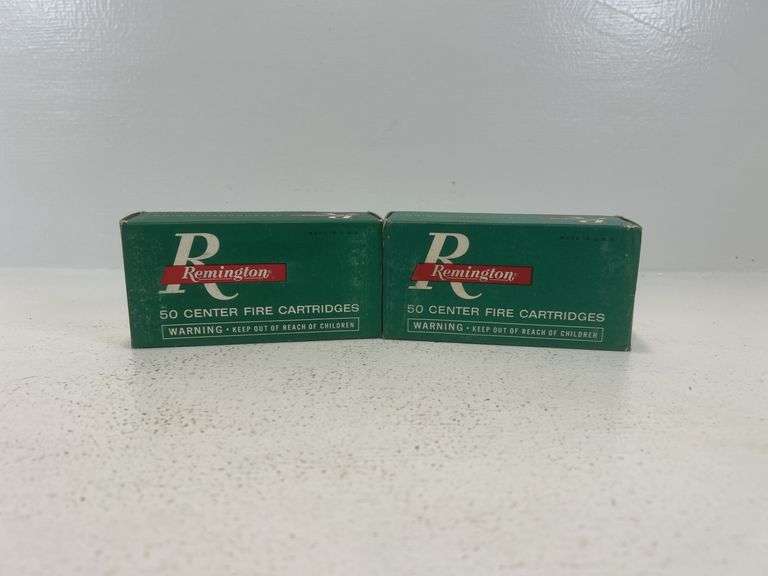 R
Remington
50 CENTER FIRE CARTRIDGES
WARNING • KEEP OUT OF REACH OF CHILDREN
R
Remington
50 CENTER FIRE CARTRIDGES
WARNING • KEEP OUT OF REACH OF CHILDREN